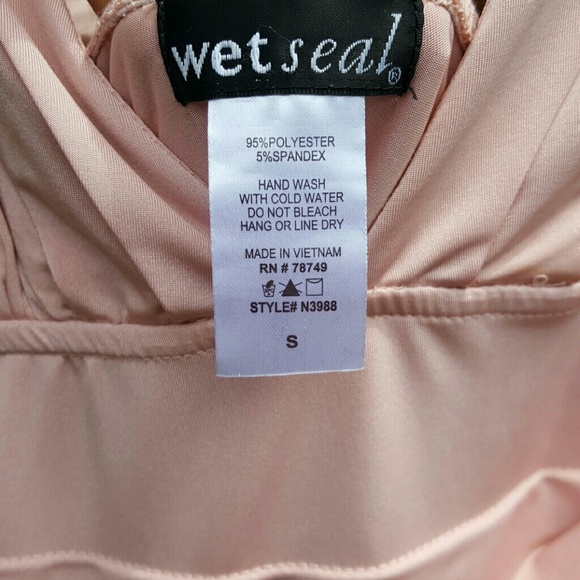 wet seal®
95%POLYESTER
5%SPANDEX
HAND WASH
WITH COLD WATER
DO NOT BLEACH
HANG OR LINE DRY
MADE IN VIETNAM
RN # 78749
STYLE# N3988
S